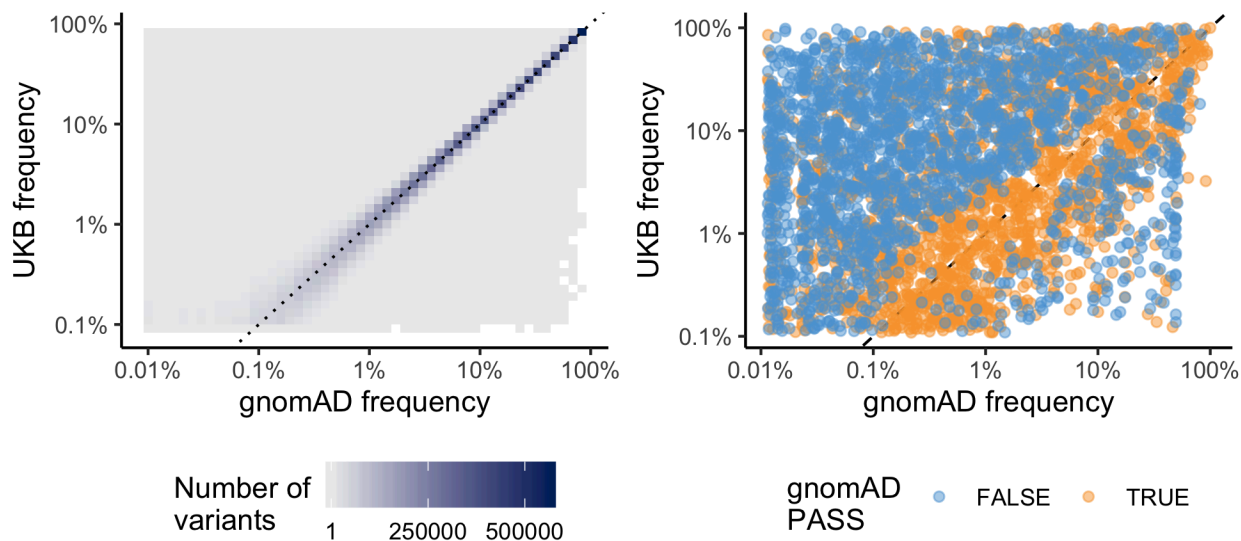 100%
10%
1%
0.1%
UKB frequency
0.01%
0.1%
1%
10%
100%
gnomAD frequency
Number of
variants
1
250000
500000
100%
10%
1%
0.1%
UKB frequency
0.01%
0.1%
1%
10%
100%
gnomAD frequency
gnomAD
PASS
FALSE
TRUE